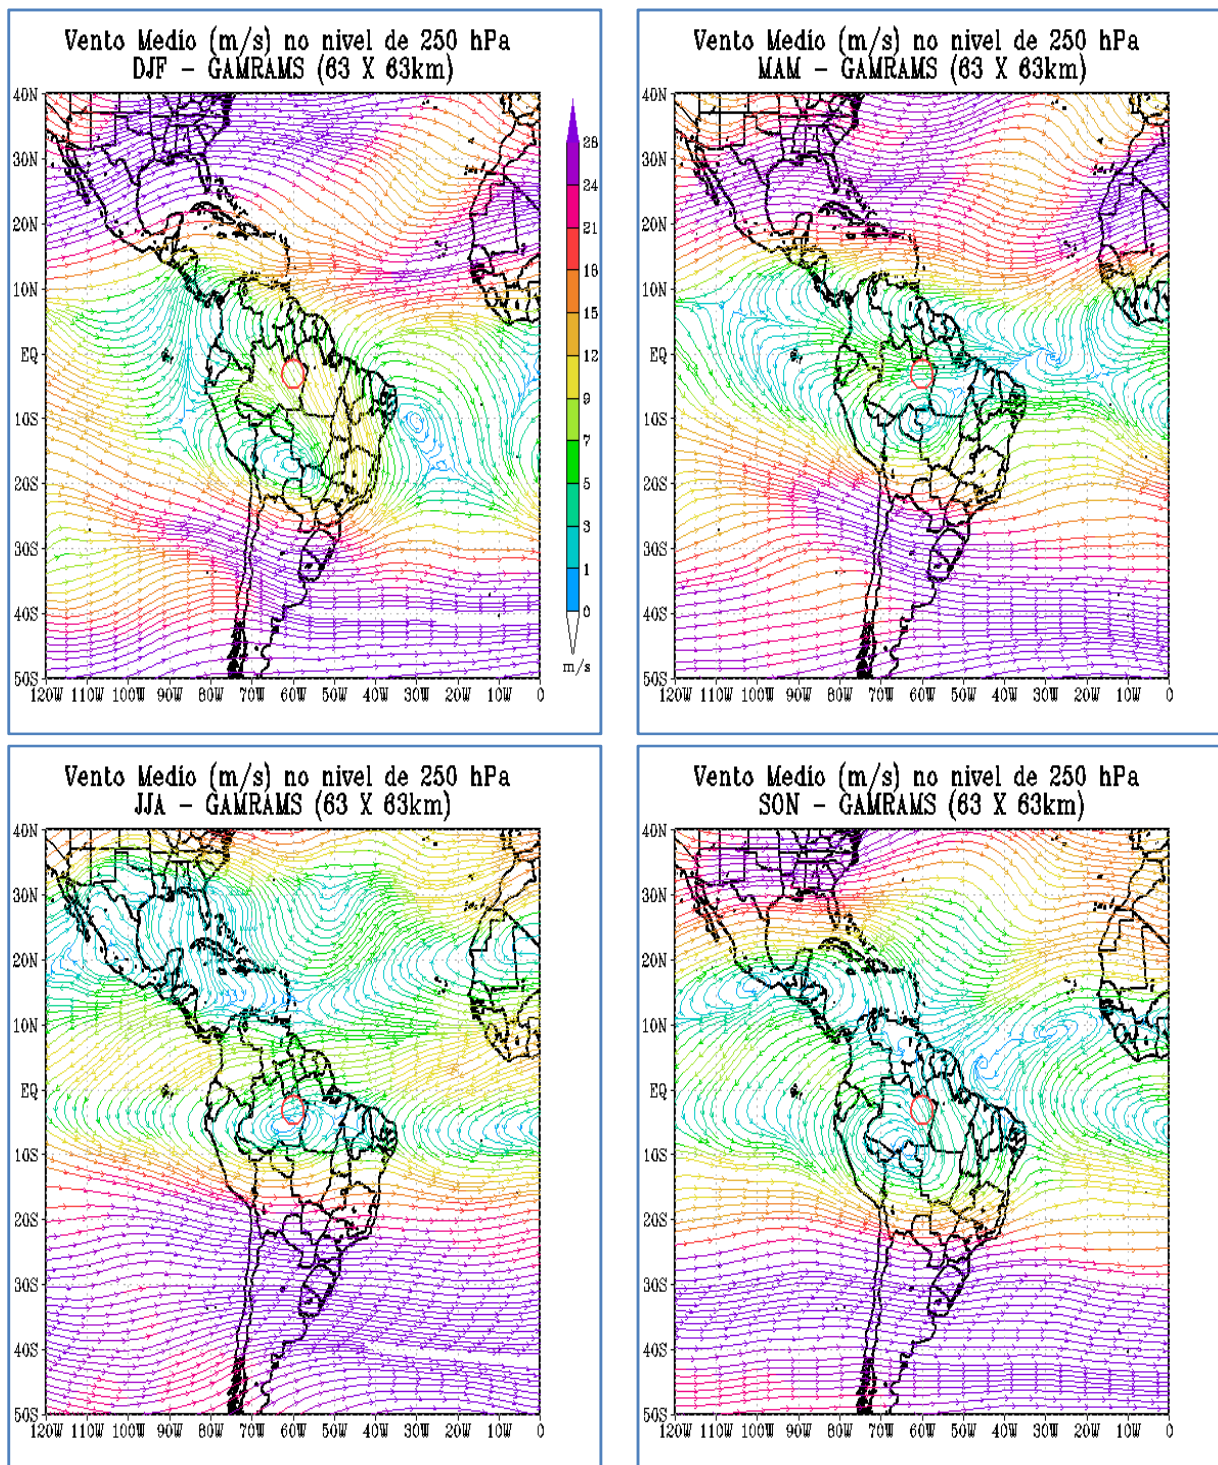 Vento Medio (m/s) no nivel de 250 hPa
DJF - GAMRAMS (63 X 63km)
40N
30N
20N
10N
EQ
10S
20S
30S
40S
50S
120W 110W 100W 90W 80W 70W 60W 50W 40W 30W 20W 10W 0
28
24
21
18
15
12
9
7
5
3
1
0
m/s
Vento Medio (m/s) no nivel de 250 hPa
MAM - GAMRAMS (63 X 63km)
40N
30N
20N
10N
EQ
10S
20S
30S
40S
50S
120W 110W 100W 90W 80W 70W 60W 50W 40W 30W 20W 10W 0
Vento Medio (m/s) no nivel de 250 hPa
JJA - GAMRAMS (63 X 63km)
40N
30N
20N
10N
EQ
10S
20S
30S
40S
50S
120W 110W 100W 90W 80W 70W 60W 50W 40W 30W 20W 10W 0
Vento Medio (m/s) no nivel de 250 hPa
SON - GAMRAMS (63 X 63km)
40N
30N
20N
10N
EQ
10S
20S
30S
40S
50S
120W 110W 100W 90W 80W 70W 60W 50W 40W 30W 20W 10W 0